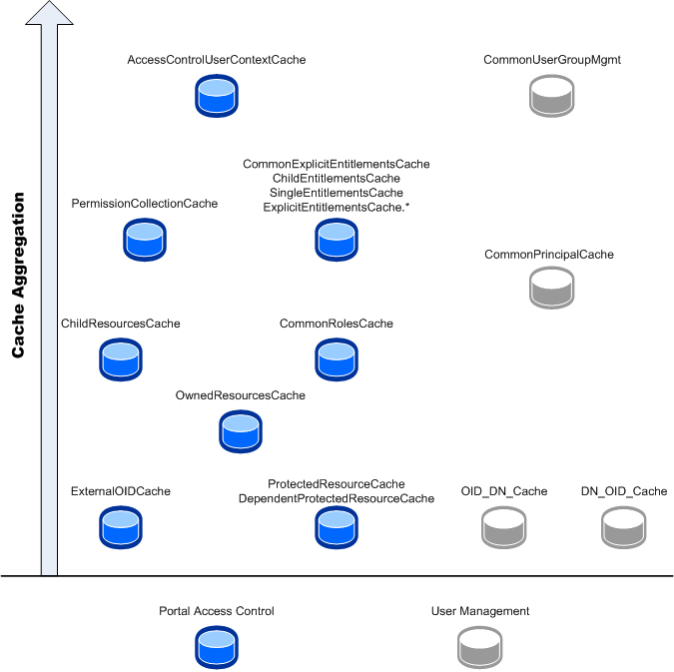 AccessControlUserContextCache
CommonUserGroupMgmt
CommonExplicitEntitlementsCache
ChildEntitlementsCache
SingleEntitlementsCache
ExplicitEntitlementsCache.*
PermissionCollectionCache
CommonPrincipalCache
Cache Aggregation
ChildResourcesCache
CommonRolesCache
OwnedResourcesCache
ExternalOIDCache
ProtectedResourceCache
DependentProtectedResourceCache
OID_DN_Cache
DN_OID_Cache
Portal Access Control
User Management